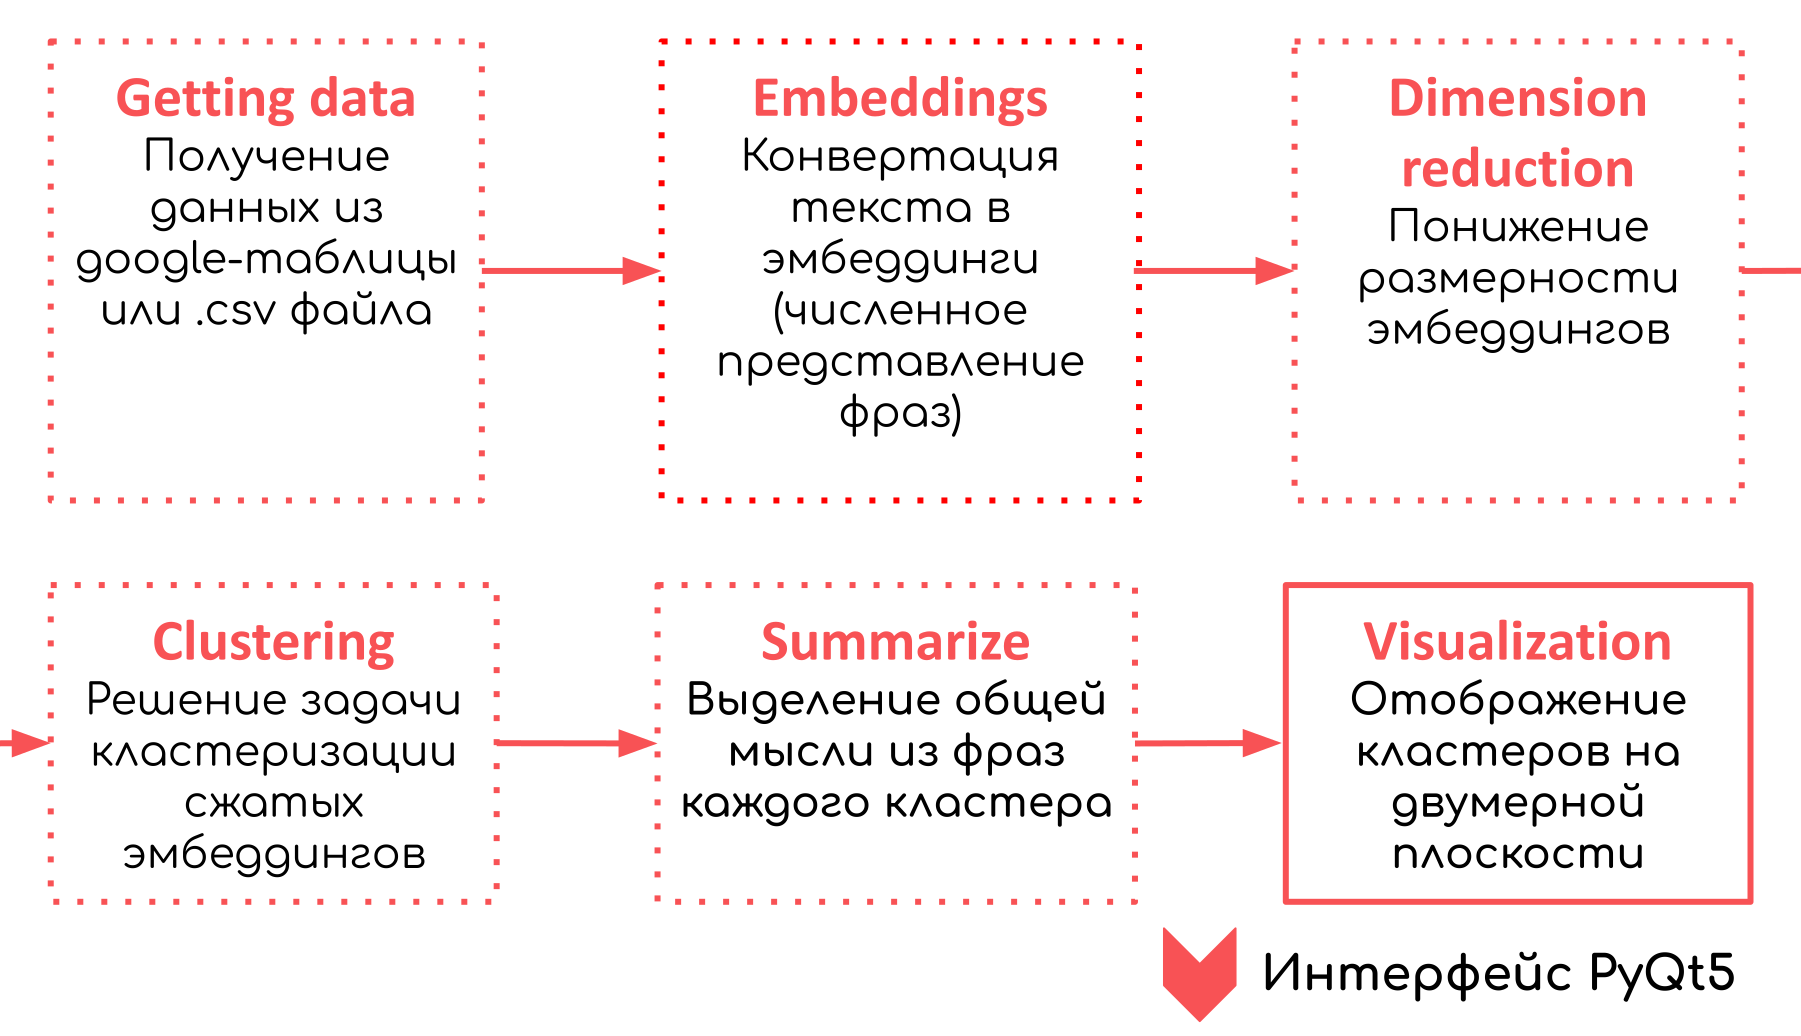 Getting data
Получение
данных из
google-таблицы
или .csv файла
Embeddings
Конвертация
текста в
эмбеддинги
(численное
представление
фраз)
Dimension
reduction
Понижение
размерности
эмбеддингов
Clustering
Решение задачи
кластеризации
сжатых
эмбеддингов
Summarize
Выделение общей
мысли из фраз
каждого кластера
Visualization
Отображение
кластеров на
двумерной
плоскости
Интерфейс PyQt5